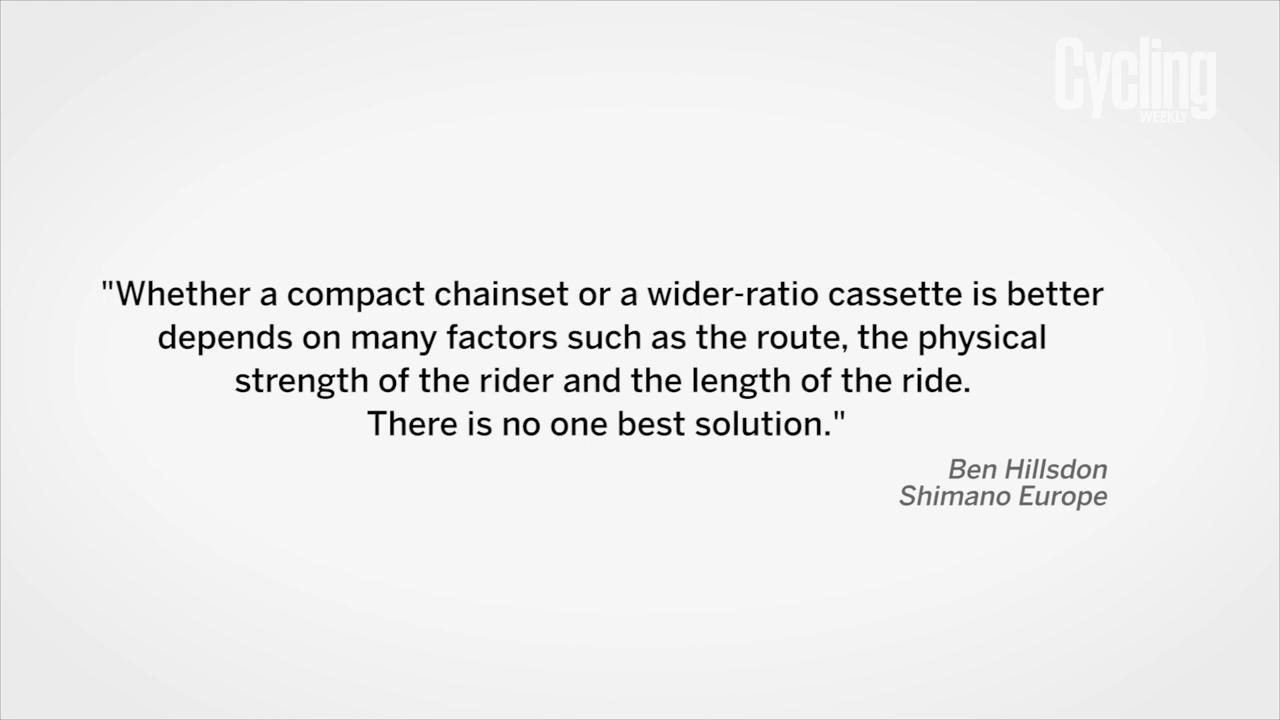 Cycling
WEEKLY
"Whether a compact chainset or a wider-ratio cassette is better
depends on many factors such as the route, the physical
strength of the rider and the length of the ride.
There is no one best solution."
Ben Hillsdon
Shimano Europe